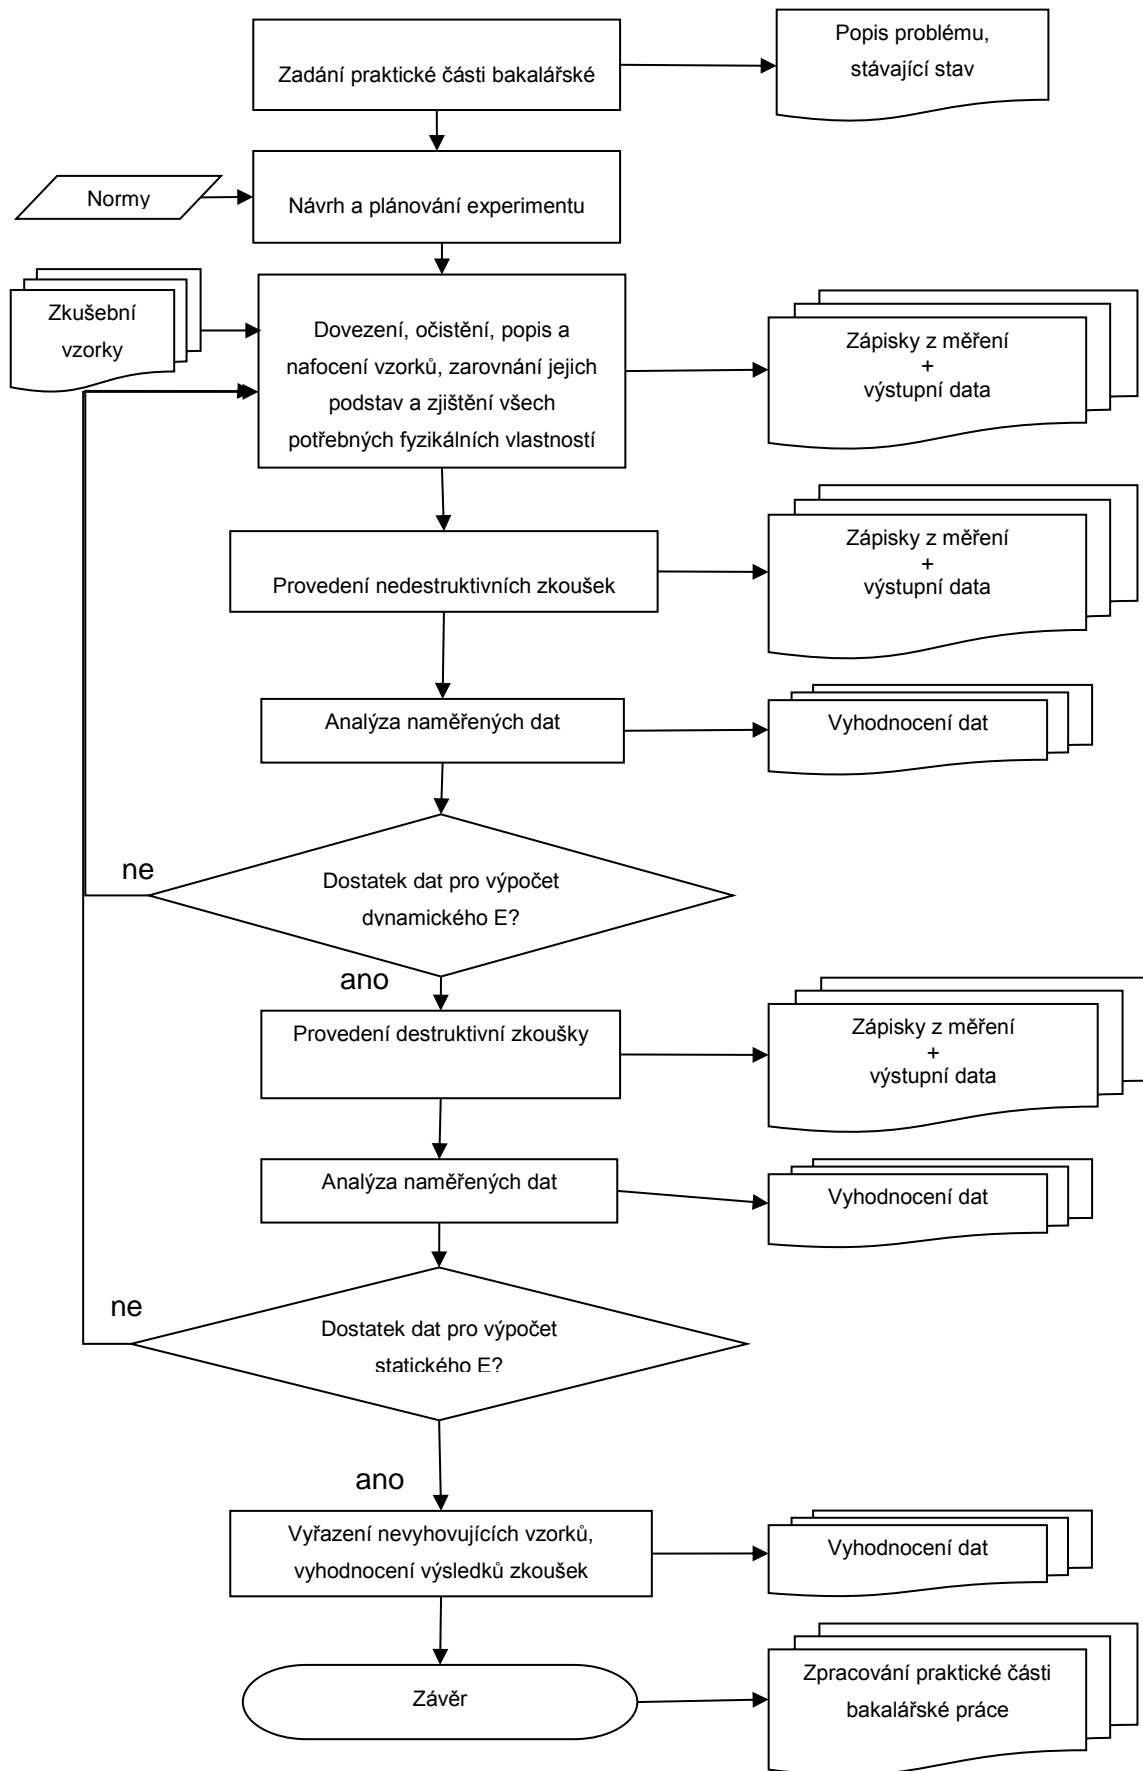 Zadání praktické části bakalářské
Popis problému,
stávající stav
Normy
Návrh a plánování experimentu
Zkušební
vzorky
Dovezení, očistění, popis a
nafocení vzorků, zarovnání jejich
podstav a zjištění všech
potřebných fyzikálních vlastností
Zápisky z měření
+
výstupní data
Provedení nedestruktivních zkoušek
Zápisky z měření
+
výstupní data
Analýza naměřených dat
Vyhodnocení dat
ne
Dostatek dat pro výpočet
dynamického E?
ano
Provedení destruktivní zkoušky
Zápisky z měření
+
výstupní data
Analýza naměřených dat
Vyhodnocení dat
ne
Dostatek dat pro výpočet
statického E?
ano
Vyřazení nevyhovujících vzorků,
vyhodnocení výsledků zkoušek
Vyhodnocení dat
Závěr
Zpracování praktické části
bakalářské práce